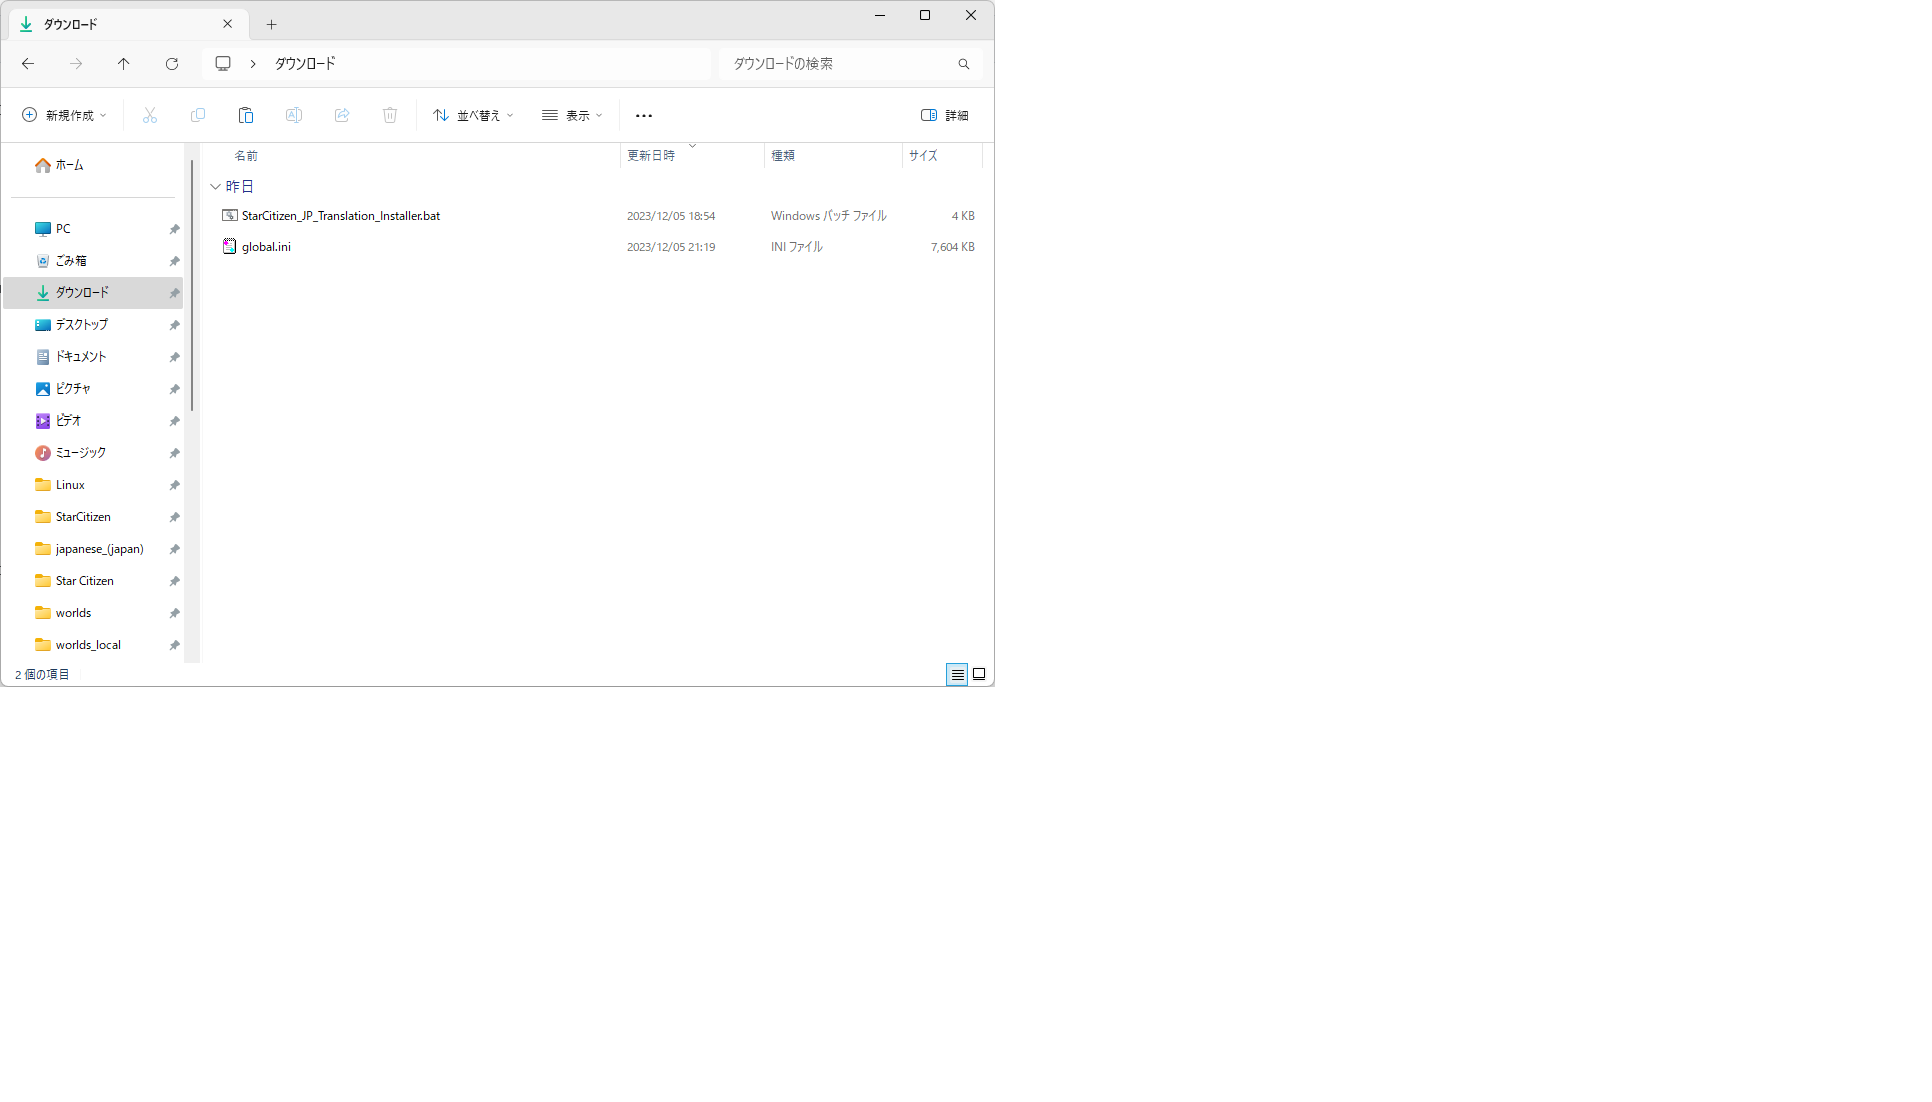 ダウンロード
ダウンロード
ダウンロードの検索
新規作成
並べ替え
表示
詳細
ホーム
PC
ごみ箱
ダウンロード
デスクトップ
ドキュメント
ピクチャ
ビデオ
ミュージック
Linux
StarCitizen
japanese_(japan)
Star Citizen
worlds
worlds_local
名前 更新日時 種類 サイズ
昨日
StarCitizen_JP_Translation_Installer.bat 2023/12/05 18:54 Windows バッチ ファイル 4 KB
global.ini 2023/12/05 21:19 INI ファイル 7,604 KB
2 個の項目